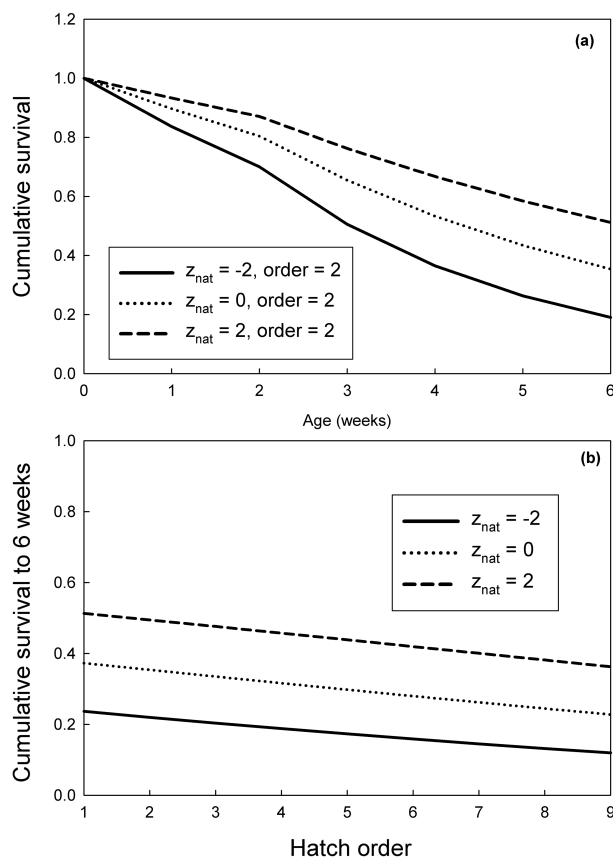 (a)
1.2
1.0
0.8
0.6
0.4
0.2
0.0
Cumulative survival
z_nat = -2, order = 2
z_nat = 0, order = 2
z_nat = 2, order = 2
0 1 2 3 4 5 6
Age (weeks)
(b)
1.0
0.8
0.6
0.4
0.2
0.0
Cumulative survival to 6 weeks
z_nat = -2
z_nat = 0
z_nat = 2
1 2 3 4 5 6 7 8 9
Hatch order